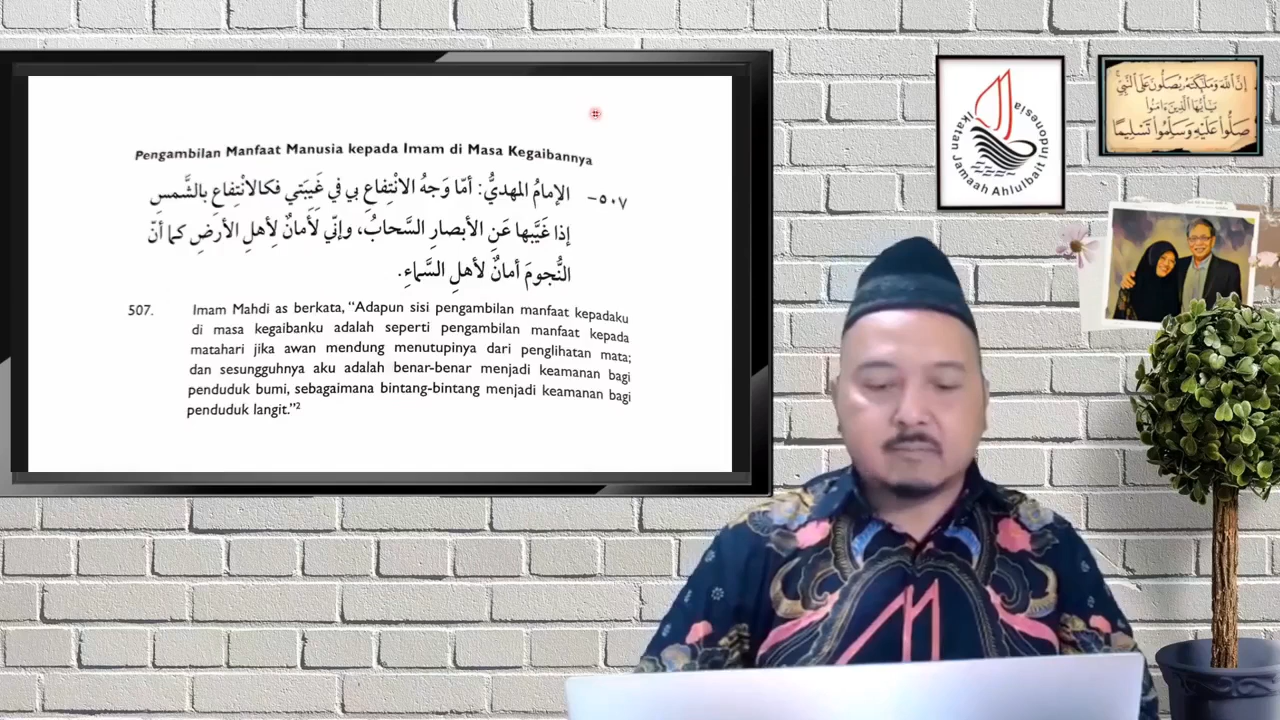 Pengambilan Manfaat Manusia kepada Imam di Masa Kegaibannya
٥٠٧- الإمامُ المهديُّ: أمّا وَجهُ الانْتِفاعِ بي في غَيبَتي فكالانْتِفاعِ بالشَّمسِ
إذا غَيَّبها عَنِ الأبصارِ السَّحابُ، وإنّي لَأمانٌ لِأهلِ الأرضِ كما أنّ
النُّجومَ أمانٌ لأهلِ السَّماءِ.
507. Imam Mahdi as berkata, “Adapun sisi pengambilan manfaat kepadaku
di masa kegaibanku adalah seperti pengambilan manfaat kepada
matahari jika awan mendung menutupinya dari penglihatan mata;
dan sesungguhnya aku adalah benar-benar menjadi keamanan bagi
penduduk bumi, sebagaimana bintang-bintang menjadi keamanan bagi
penduduk langit.”²
Ikatan Jamaah Ahlulbait Indonesia
إِنَّ اللَّهَ وَمَلَٰئِكَتَهُ يُصَلُّونَ عَلَى النَّبِيِّ
يَٰأَيُّهَا الَّذِينَ ءَامَنُوا
صَلُّوا عَلَيْهِ وَسَلِّمُوا تَسْلِيمًا